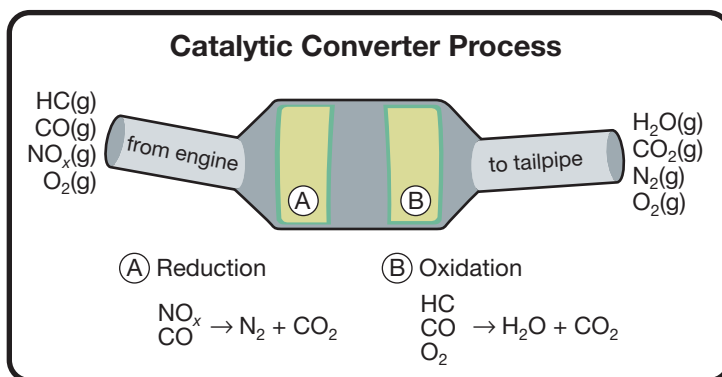 Catalytic Converter Process
HC(g)
CO(g)
NOₓ(g)
O₂(g)
from engine
A
B
to tailpipe
H₂O(g)
CO₂(g)
N₂(g)
O₂(g)
A Reduction
NOₓ
CO → N₂ + CO₂
B Oxidation
HC
CO → H₂O + CO₂
O₂